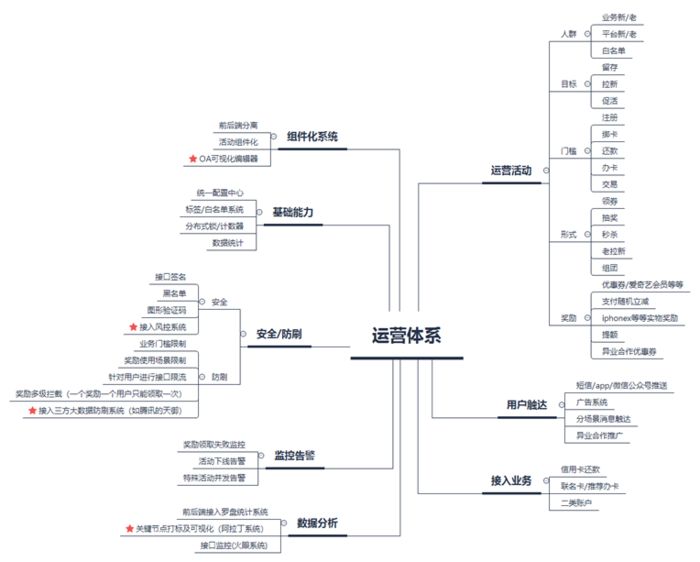 运营体系
组件化系统
前后端分离
活动组件化
OA可视化编辑器
基础能力
统一配置中心
标签/白名单系统
分布式锁/计数器
数据统计
安全/防刷
安全
接口签名
黑名单
图形验证码
接入风控系统
防刷
业务门槛限制
奖励使用场景限制
针对用户进行接口限流
奖励多级拦截（一个奖励一个用户只能领取一次）
接入三方大数据防刷系统（如腾讯的天御）
监控告警
奖励领取失败监控
活动下线告警
特殊活动并发告警
数据分析
前后端接入罗盘统计系统
关键节点打标及可视化（阿拉丁系统）
接口监控(火眼系统)
运营活动
人群
业务新/老
平台新/老
白名单
目标
留存
拉新
促活
门槛
注册
绑卡
还款
办卡
交易
形式
领券
抽奖
秒杀
老拉新
组团
奖励
优惠券/爱奇艺会员等等
支付随机立减
iphonex等等实物奖励
提额
异业合作优惠券
用户触达
短信/app/微信公众号推送
广告系统
分场景消息触达
异业合作推广
接入业务
信用卡还款
联名卡/推荐办卡
二类账户